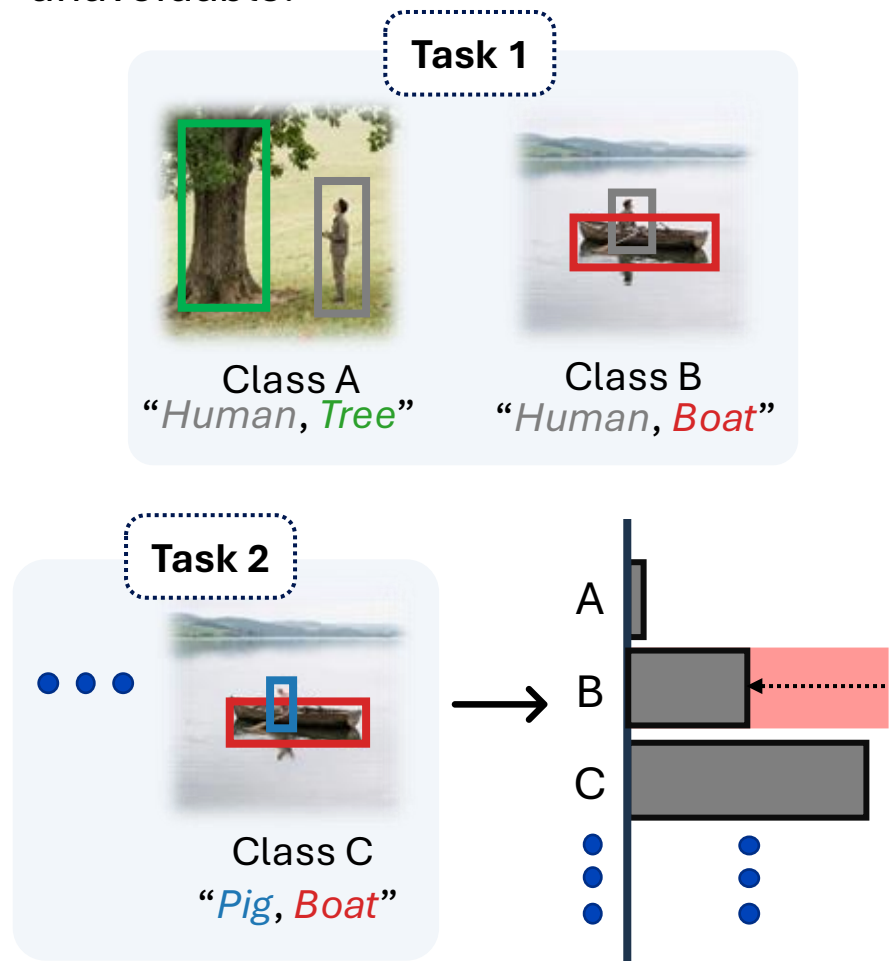 Task 1
Class A
“Human, Tree”
Class B
“Human, Boat”
Task 2
Class C
“Pig, Boat”
A
B
C